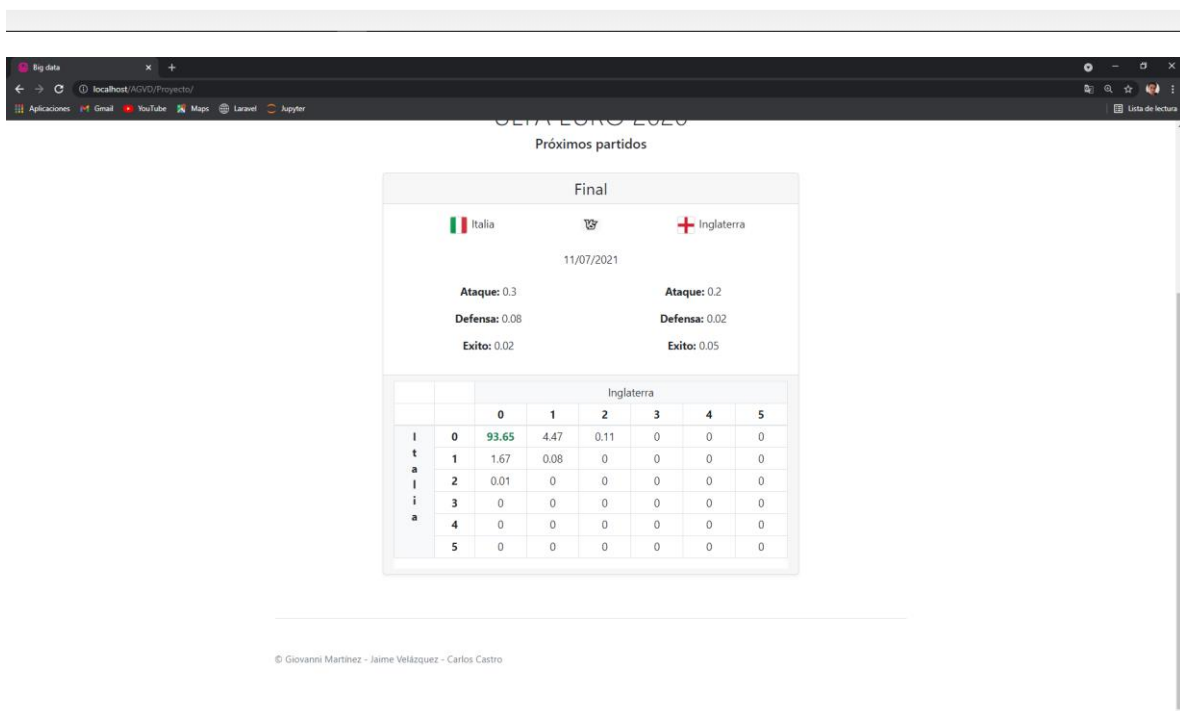 Big data
localhost/AGVD/Proyecto/
Aplicaciones Gmail YouTube Maps Laravel Jupyter Lista de lectura
UEFA EURO 2020
Próximos partidos
Final
Italia VS Inglaterra
11/07/2021
Ataque: 0.3 Ataque: 0.2
Defensa: 0.08 Defensa: 0.02
Exito: 0.02 Exito: 0.05
Inglaterra
0 1 2 3 4 5
Italia
0 93.65 4.47 0.11 0 0 0
1 1.67 0.08 0 0 0 0
2 0.01 0 0 0 0 0
3 0 0 0 0 0 0
4 0 0 0 0 0 0
5 0 0 0 0 0 0
© Giovanni Martínez - Jaime Velázquez - Carlos Castro